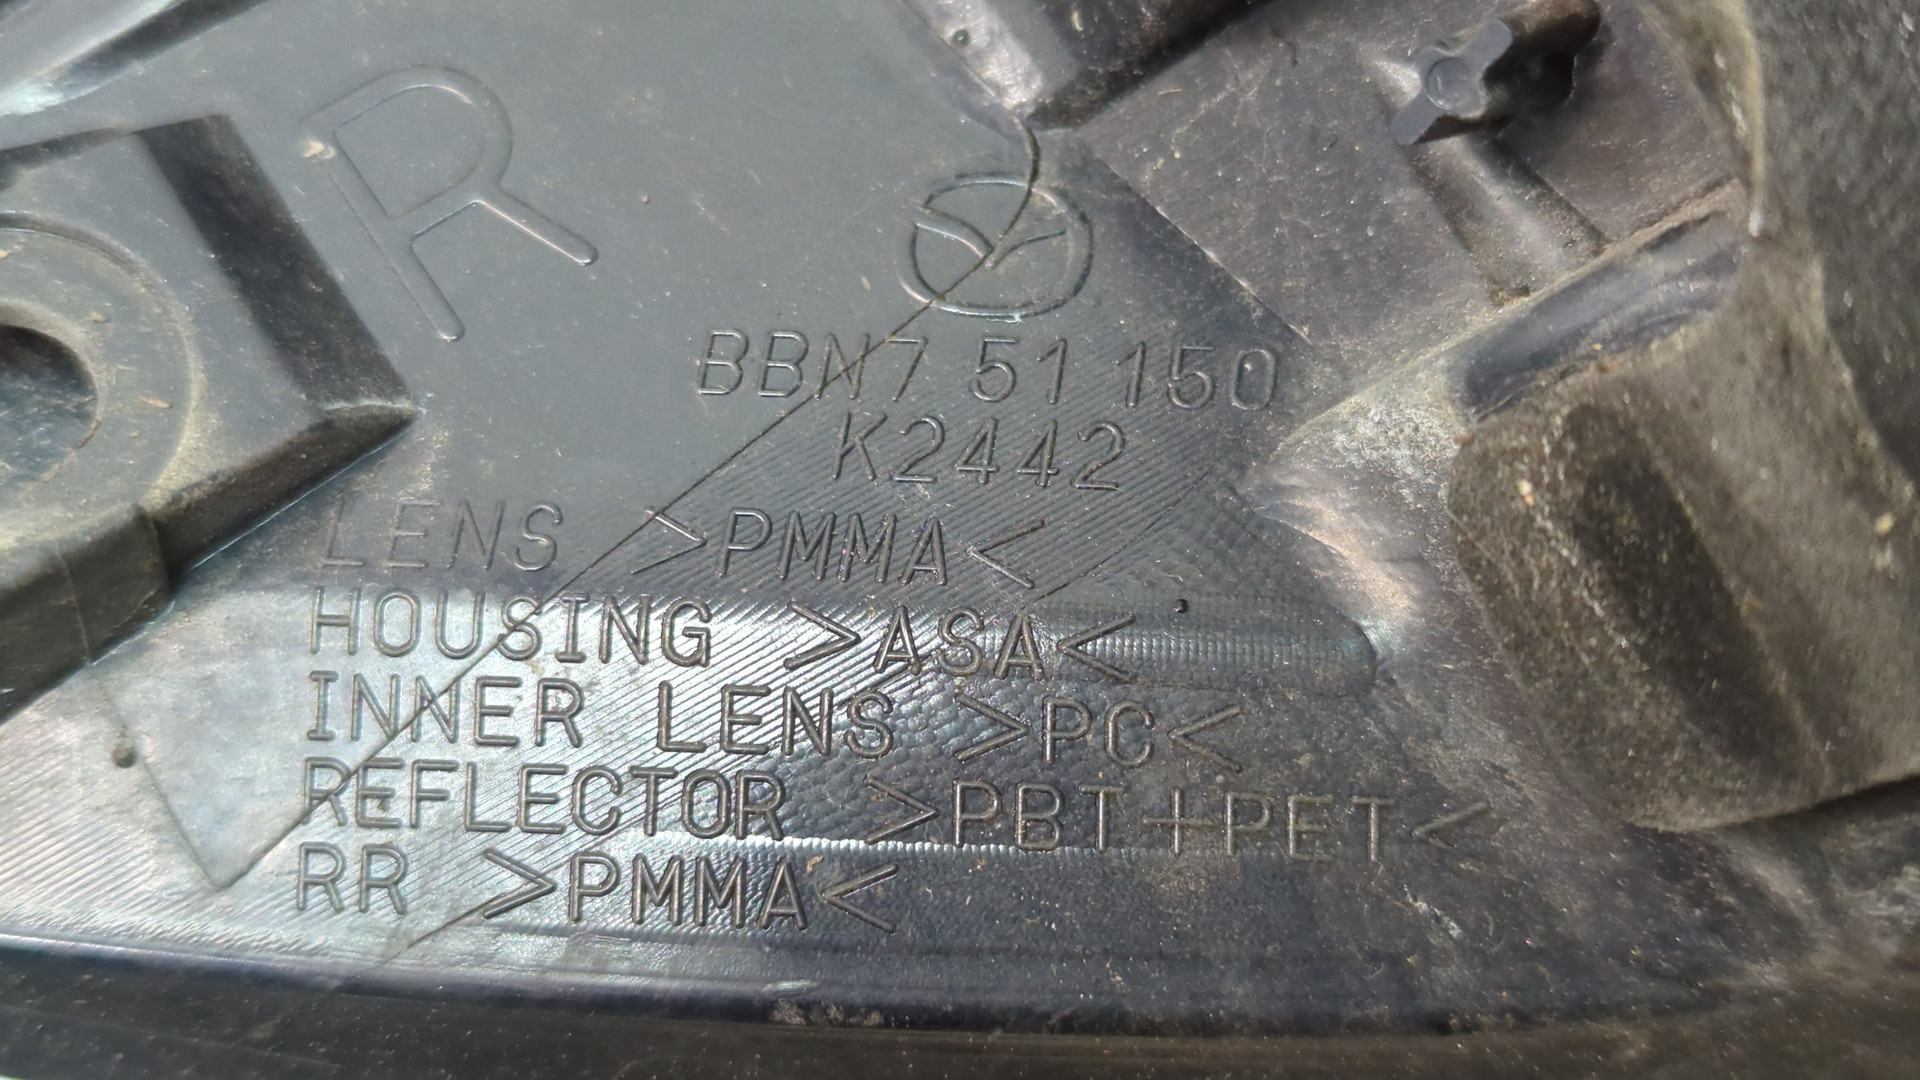 R
BBN7 51 150
K2442
LENS >PMMA<
HOUSING >ASA<
INNER LENS >PC<
REFLECTOR >PBT+PET<
RR >PMMA<